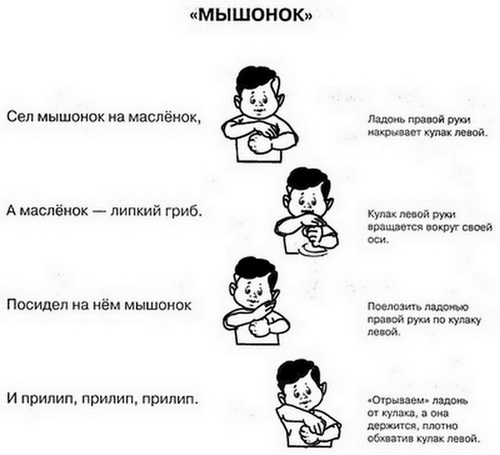 «МЫШОНОК»
Сел мышонок на маслёнок,
Ладонь правой руки
накрывает кулак левой.
А маслёнок — липкий гриб.
Кулак левой руки
вращается вокруг своей
оси.
Посидел на нём мышонок
Поелозить ладонью
правой руки по кулаку
левой.
И прилип, прилип, прилип.
«Отрываем» ладонь
от кулака, а она
держится, плотно
обхватив кулак левой.